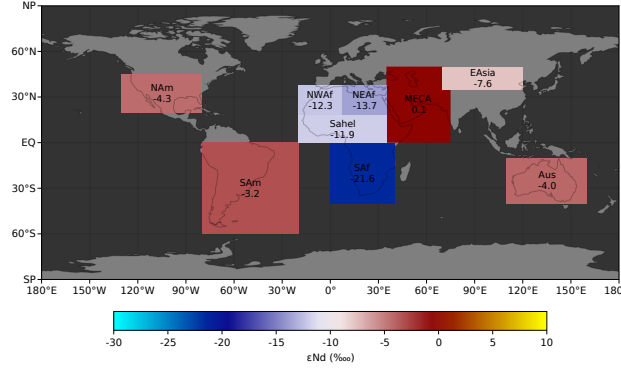 NP
60°N
30°N
EQ
30°S
60°S
SP
NAm
-4.3
NWAf
-12.3
NEAf
-13.7
MECA
0.1
EAsia
-7.6
Sahel
-11.9
SAm
-3.2
SAf
-21.6
Aus
-4.0
180°W 150°W 120°W 90°W 60°W 30°W 0° 30°E 60°E 90°E 120°E 150°E 180°E
-30 -25 -20 -15 -10 -5 0 5 10
εNd (‱)